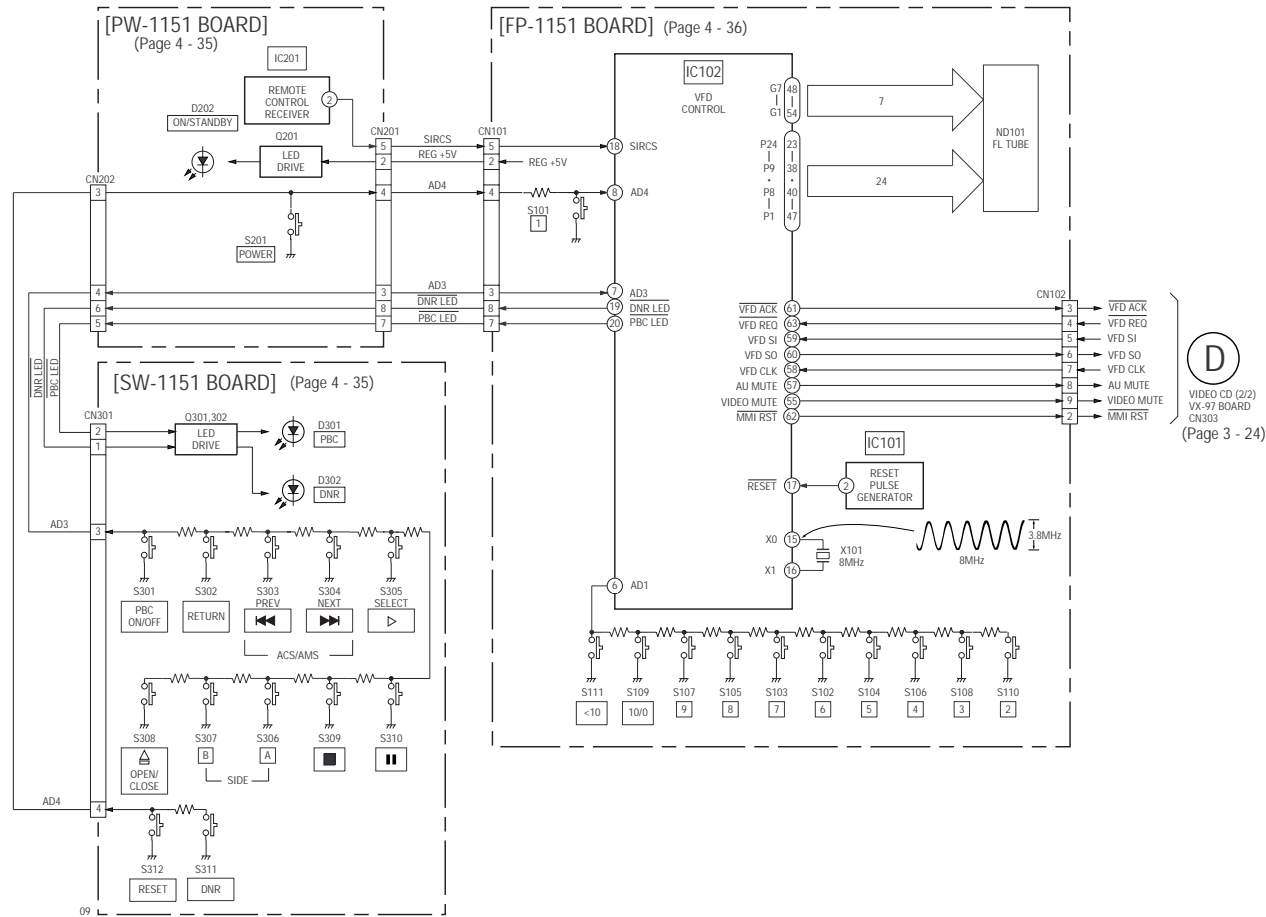 [PW-1151 BOARD]
(Page 4 - 35)
IC201
REMOTE
CONTROL
RECEIVER
2
D202
ON/STANDBY
Q201
LED
DRIVE
CN201
5
2
4
3
8
7
CN202
3
4
6
5
S201
POWER
SIRCS
REG +5V
AD4
AD3
DNR LED
PBC LED
[FP-1151 BOARD] (Page 4 - 36)
CN101
5
2
4
3
8
7
REG +5V
S101
1
IC102
VFD
CONTROL
18 SIRCS
8 AD4
7 AD3
19 DNR LED
20 PBC LED
6 AD1
G7 48
G1 54
7
P24 23
P9 38
P8 40
P1 47
24
ND101
FL TUBE
CN102
VFD ACK 61 3 VFD ACK
VFD REQ 63 4 VFD REQ
VFD SI 59 5 VFD SI
VFD SO 60 6 VFD SO
VFD CLK 58 7 VFD CLK
AU MUTE 57 8 AU MUTE
VIDEO MUTE 55 9 VIDEO MUTE
MMI RST 62 2 MMI RST
D
VIDEO CD (2/2)
VX-97 BOARD
CN303
(Page 3 - 24)
IC101
RESET
PULSE
GENERATOR
2
RESET 17
X0 15
X1 16
X101
8MHz
8MHz
3.8MHz
S111 S109 S107 S105 S103 S102 S104 S106 S108 S110
<10 10/0 9 8 7 6 5 4 3 2
[SW-1151 BOARD] (Page 4 - 35)
DNR LED
PBC LED
CN301
2
1
3
4
Q301,302
LED
DRIVE
D301
PBC
D302
DNR
AD3
S301 S302 S303 S304 S305
PREV NEXT SELECT
PBC
ON/OFF
RETURN
ACS/AMS
S308 S307 S306 S309 S310
B A
OPEN/
CLOSE
SIDE
AD4
S312 S311
RESET DNR
09